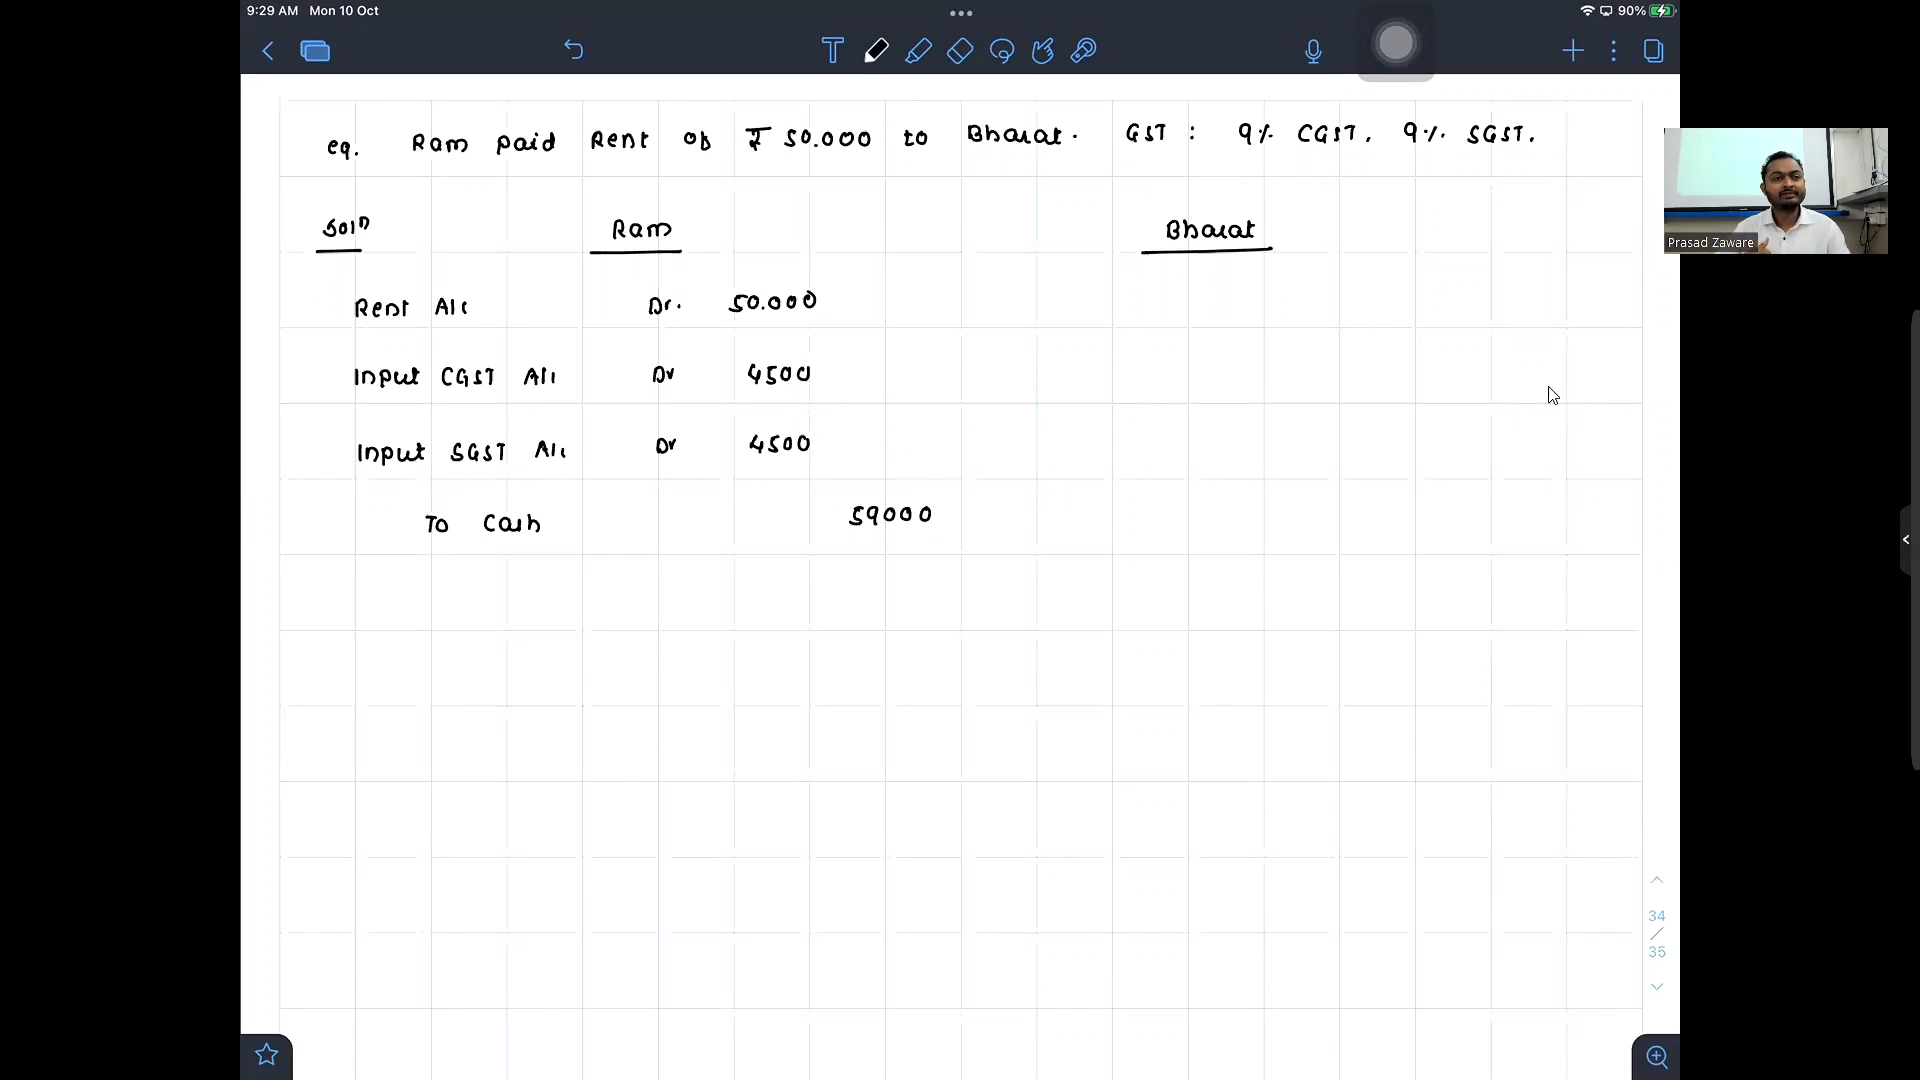 9:29 AM Mon 10 Oct
90%
T
eg. Ram paid Rent of ₹ 50.000 to Bharat. GST : 9% CGST. 9% SGST.
Solⁿ Ram Bharat
Prasad Zaware
Rent A/c Dr. 50.000
Input CGST A/c Dr 4500
Input SGST A/c Dr 4500
To Cash 59000
34
/
35